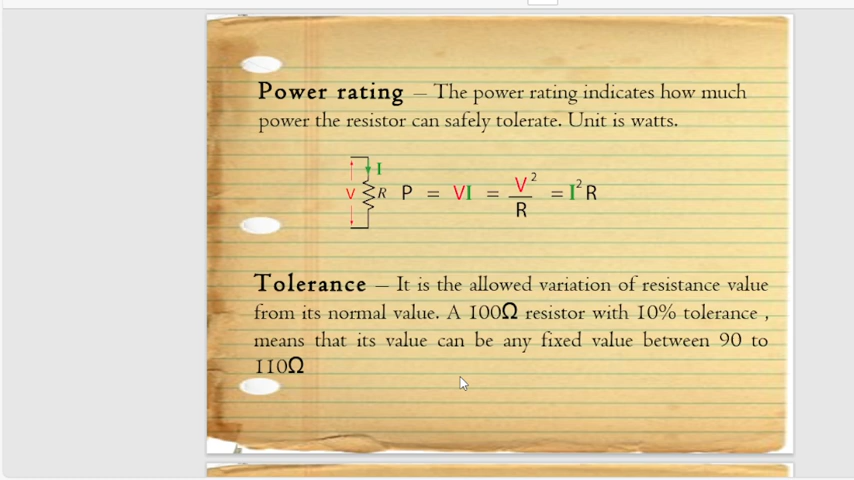 Power rating – The power rating indicates how much
power the resistor can safely tolerate. Unit is watts.
I
V R P = VI = V²/R = I²R
Tolerance – It is the allowed variation of resistance value
from its normal value. A 100Ω resistor with 10% tolerance ,
means that its value can be any fixed value between 90 to
110Ω